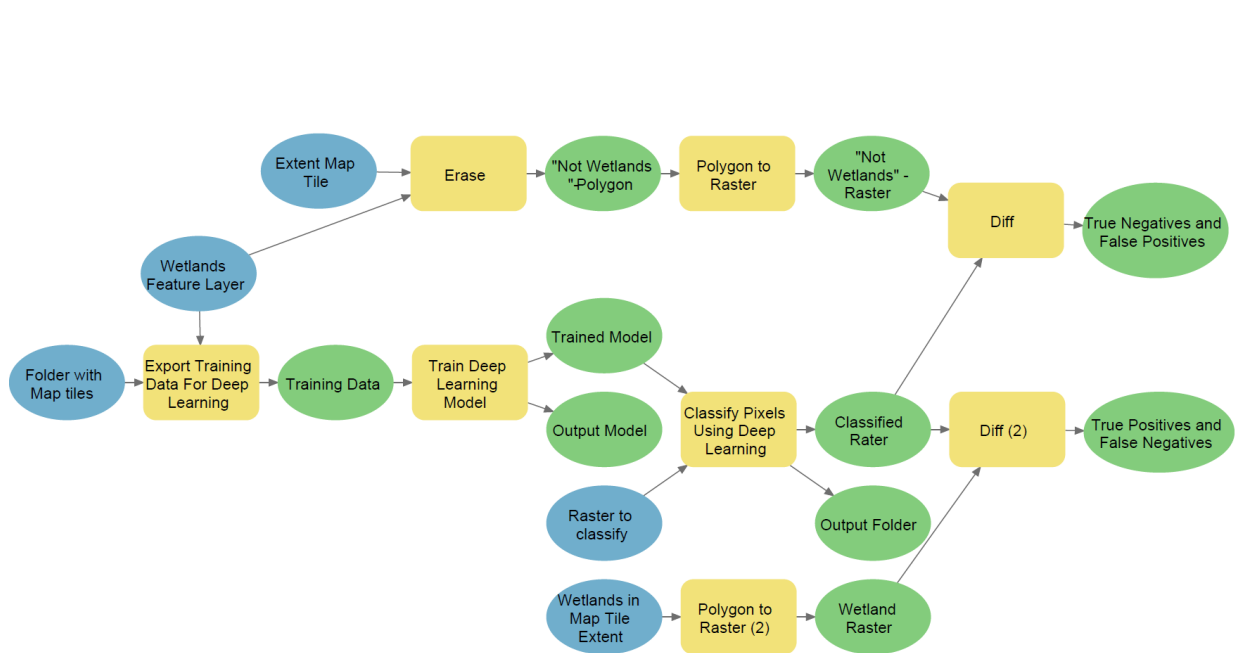 Extent Map
Tile
Erase
"Not Wetlands
"-Polygon
Polygon to
Raster
"Not
Wetlands" -
Raster
Diff
True Negatives and
False Positives
Wetlands
Feature Layer
Folder with
Map tiles
Export Training
Data For Deep
Learning
Training Data
Train Deep
Learning
Model
Trained Model
Output Model
Classify Pixels
Using Deep
Learning
Classified
Rater
Diff (2)
True Positives and
False Negatives
Raster to
classify
Output Folder
Wetlands in
Map Tile
Extent
Polygon to
Raster (2)
Wetland
Raster